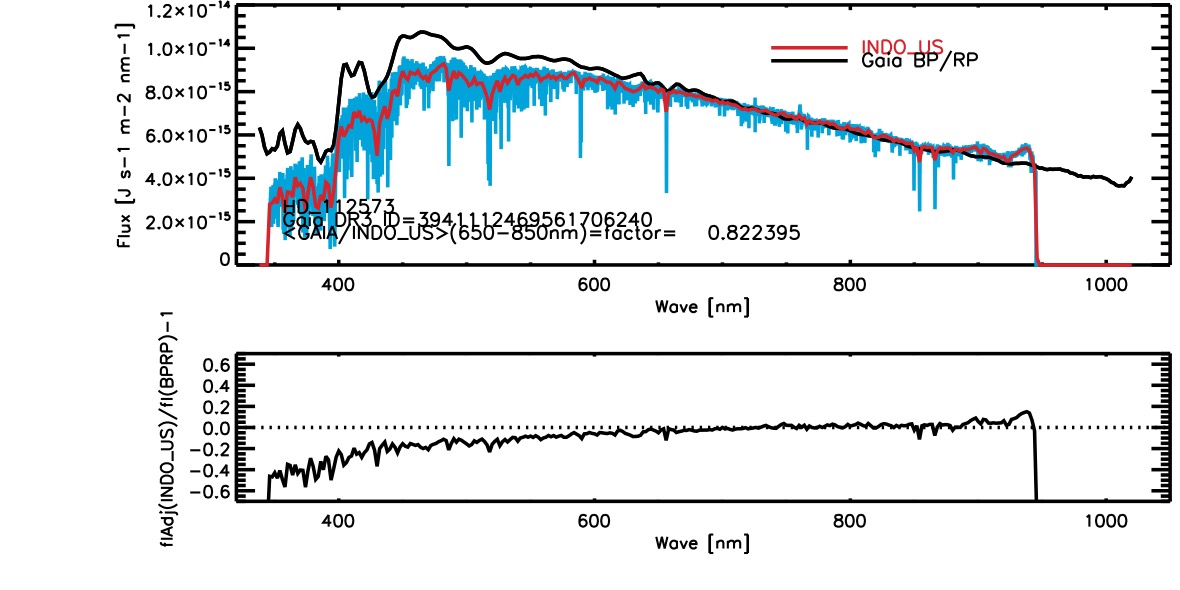 1.2×10−14
1.0×10−14
8.0×10−15
6.0×10−15
4.0×10−15
2.0×10−15
0
Flux [J s−1 m−2 nm−1]
INDO_US
Gaia BP/RP
HD_112573
Gaia DR3 ID=3941112469561706240
<GAIA/INDO_US>(650−850nm)=factor= 0.822395
400 600 800 1000
Wave [nm]
0.6
0.4
0.2
0.0
−0.2
−0.4
−0.6
flAdj(INDO_US)/fl(BPRP)−1
400 600 800 1000
Wave [nm]